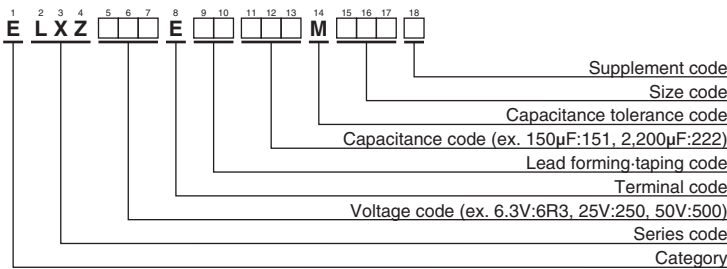 1 2 3 4 5 6 7 8 9 10 11 12 13 14 15 16 17 18
E L X Z □□□ E □□ □□□ M □□□ □
Supplement code
Size code
Capacitance tolerance code
Capacitance code (ex. 150µF:151, 2,200µF:222)
Lead forming·taping code
Terminal code
Voltage code (ex. 6.3V:6R3, 25V:250, 50V:500)
Series code
Category